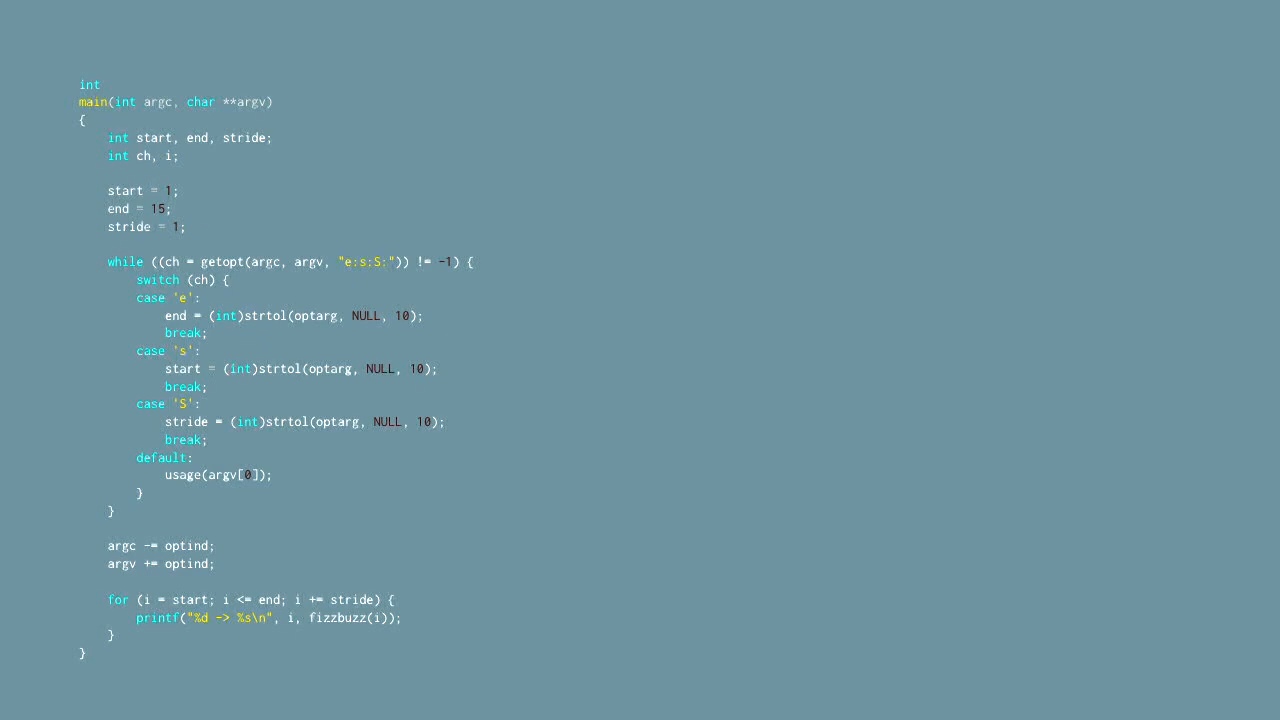 int
main(int argc, char **argv)
{
    int start, end, stride;
    int ch, i;

    start = 1;
    end = 15;
    stride = 1;

    while ((ch = getopt(argc, argv, "e:s:S:")) != -1) {
        switch (ch) {
        case 'e':
            end = (int)strtol(optarg, NULL, 10);
            break;
        case 's':
            start = (int)strtol(optarg, NULL, 10);
            break;
        case 'S':
            stride = (int)strtol(optarg, NULL, 10);
            break;
        default:
            usage(argv[0]);
        }
    }

    argc -= optind;
    argv += optind;

    for (i = start; i <= end; i += stride) {
        printf("%d -> %s\n", i, fizzbuzz(i));
    }
}